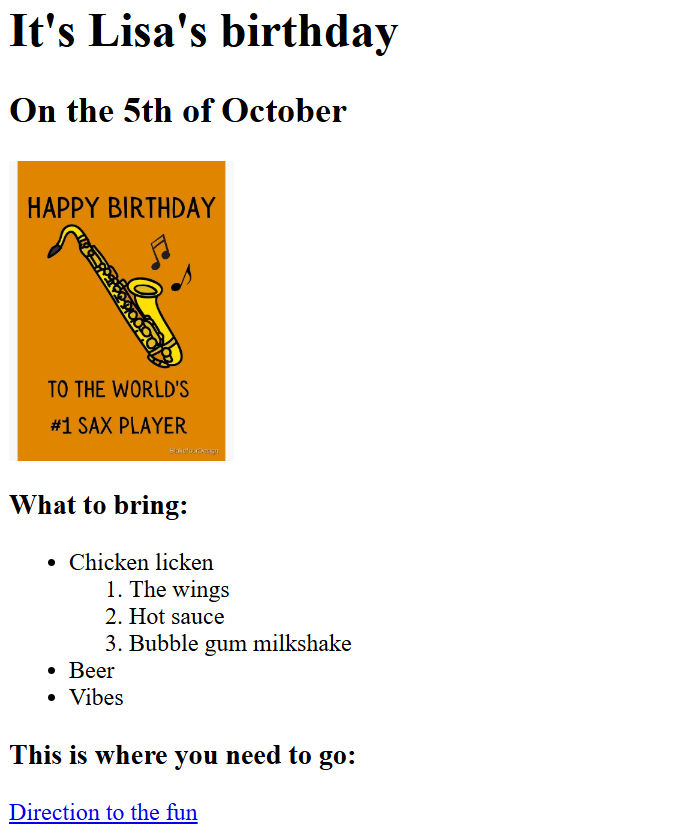 It's Lisa's birthday
On the 5th of October
HAPPY BIRTHDAY
TO THE WORLD'S
#1 SAX PLAYER
What to bring:
• Chicken licken
1. The wings
2. Hot sauce
3. Bubble gum milkshake
• Beer
• Vibes
This is where you need to go:
Direction to the fun